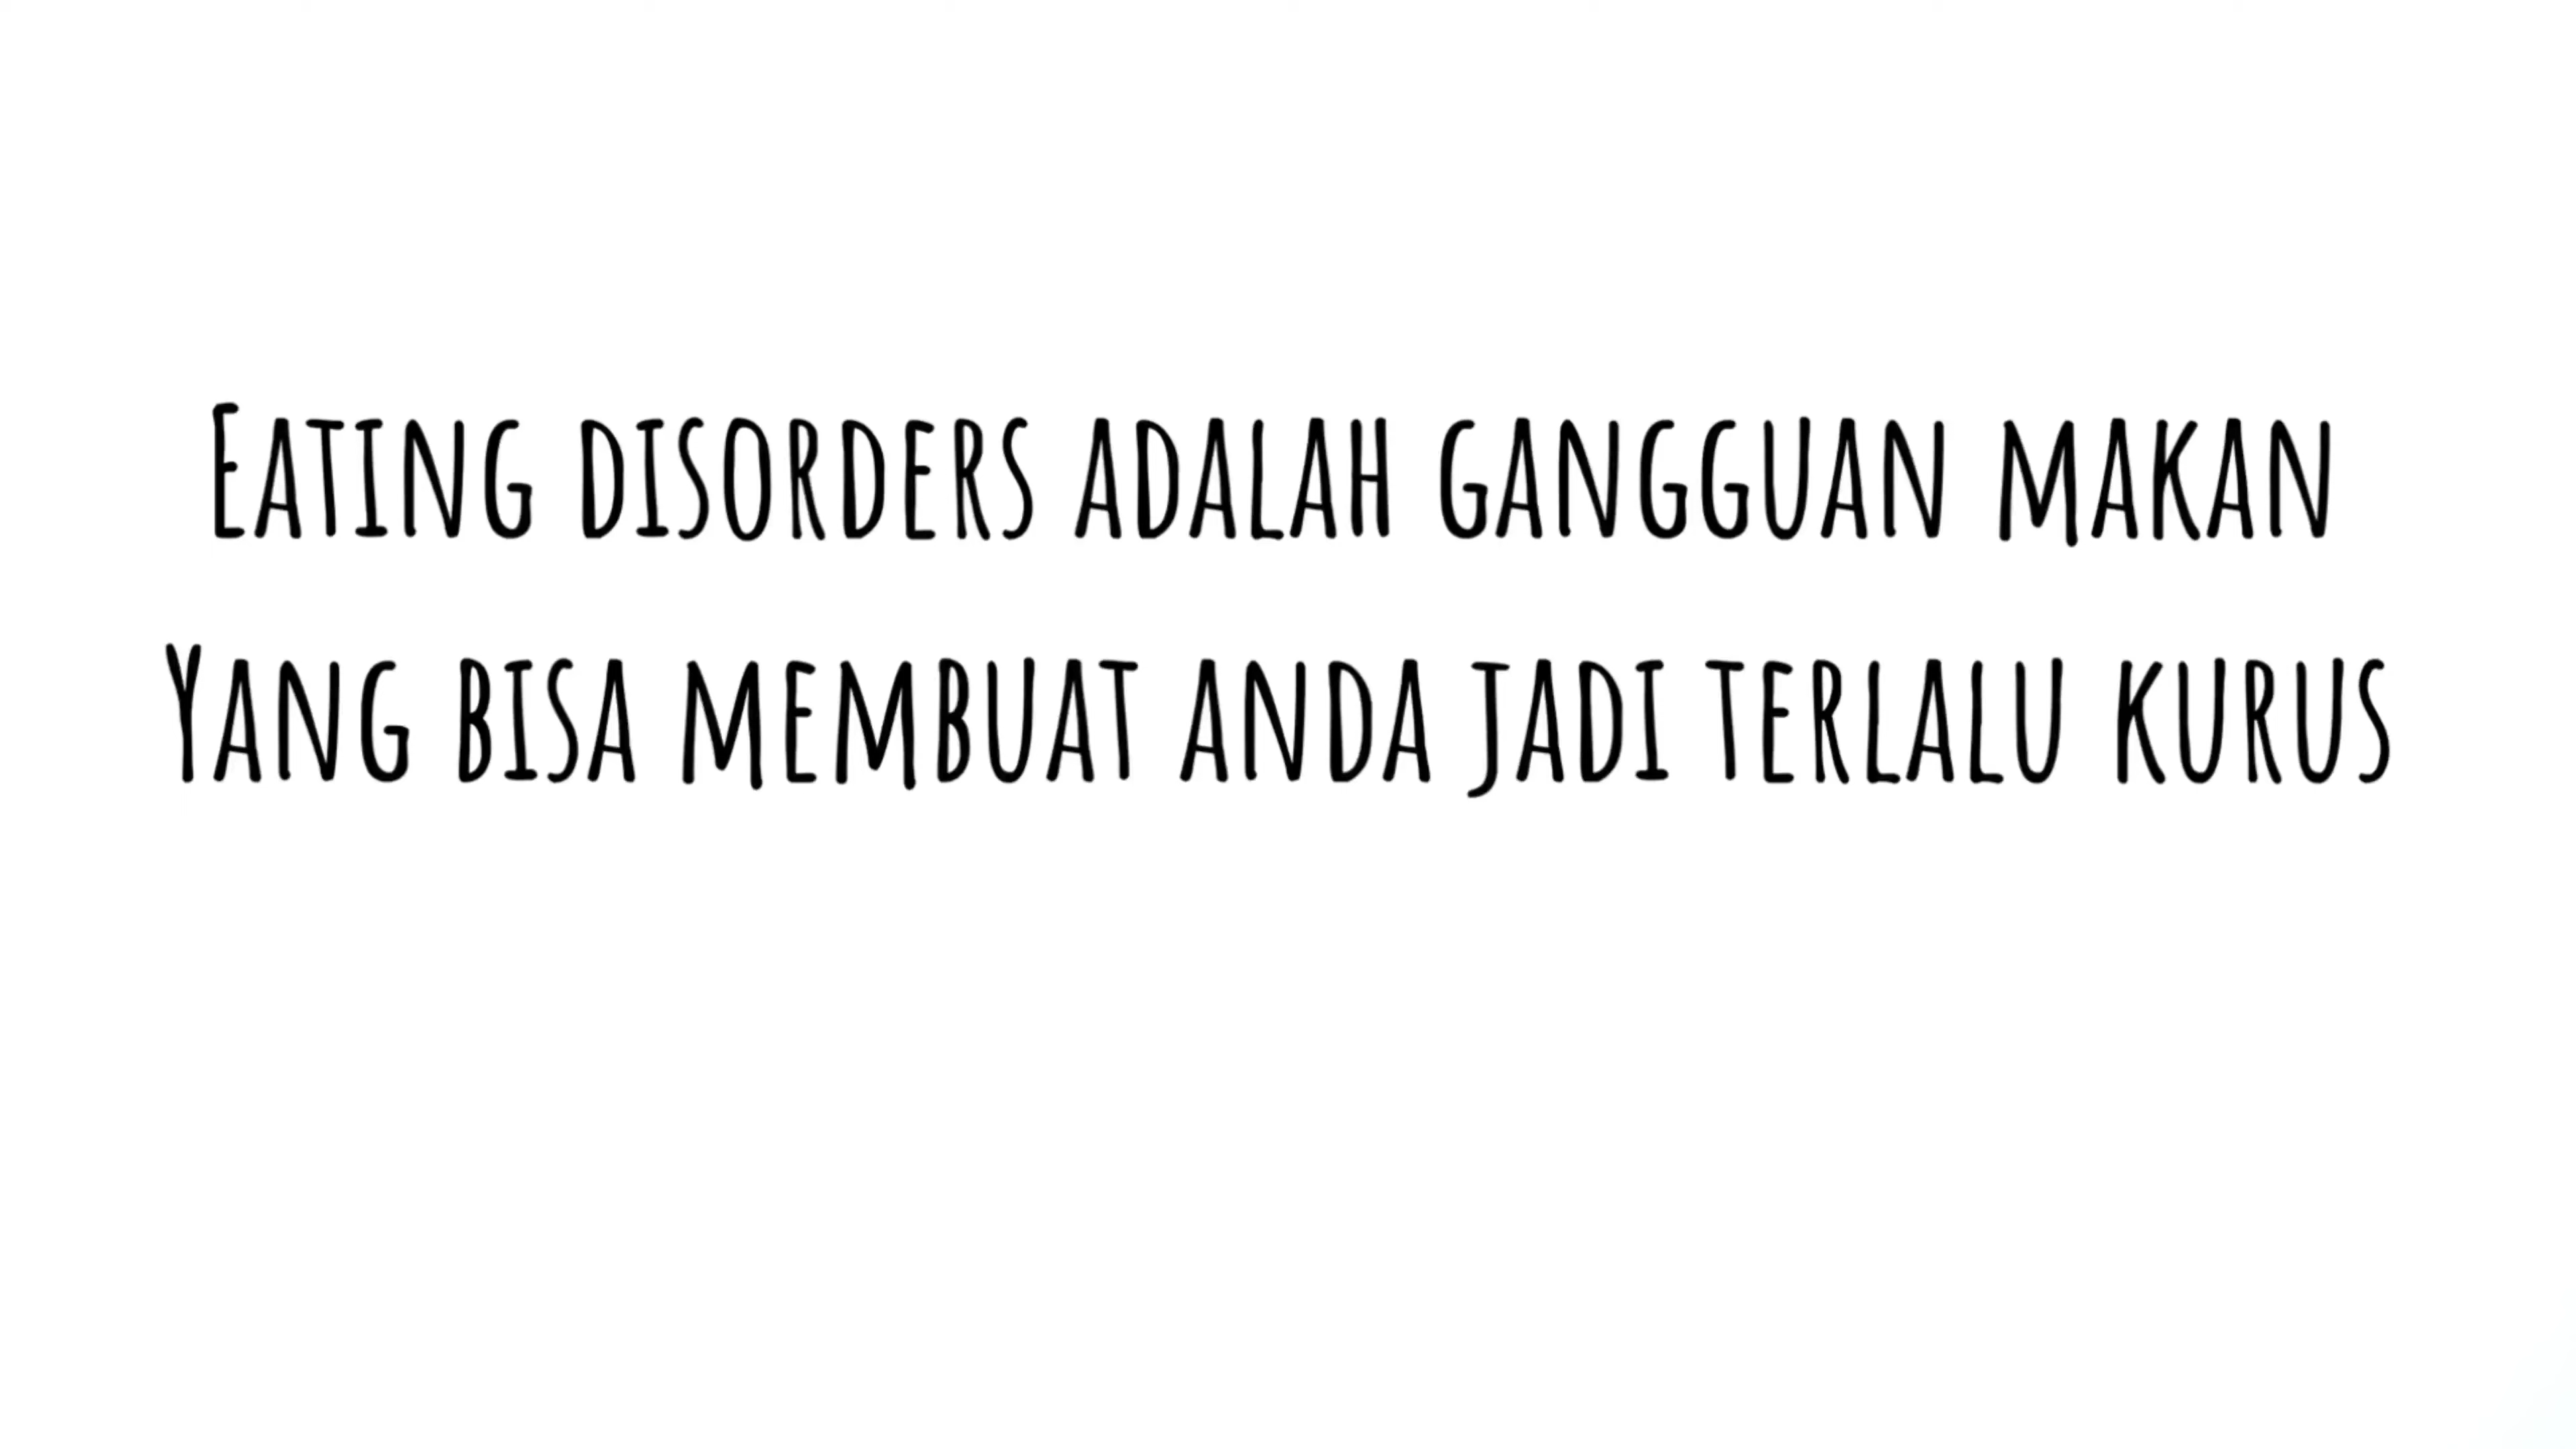 Eating disorders adalah gangguan makan
Yang bisa membuat anda jadi terlalu kurus